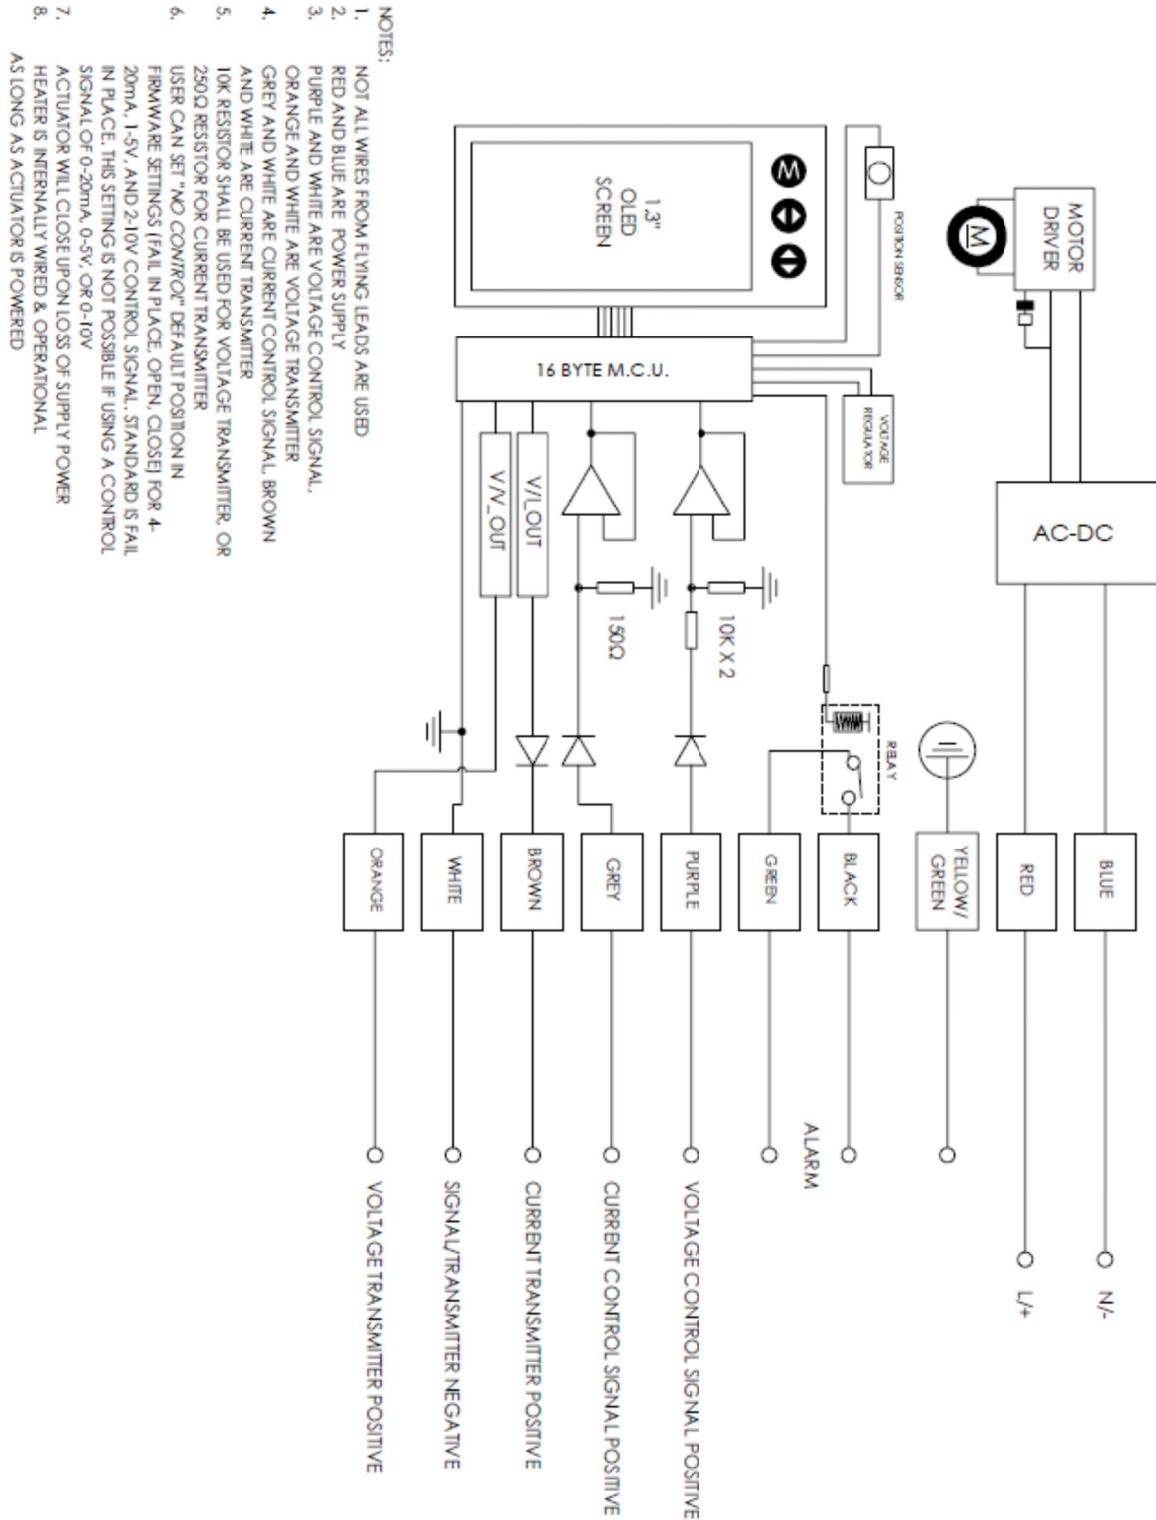 MOTOR
DRIVER
M
AC-DC
BLUE
N/-
RED
L/+
YELLOW/
GREEN
POSITION SENSOR
M
1.3"
OLED
SCREEN
VOLTAGE
REGULATOR
16 BYTE M.C.U.
RELAY
BLACK
ALARM
GREEN
10K X 2
PURPLE
VOLTAGE CONTROL SIGNAL POSITIVE
150Ω
GREY
CURRENT CONTROL SIGNAL POSITIVE
V/I_OUT
BROWN
CURRENT TRANSMITTER POSITIVE
V/V_OUT
WHITE
SIGNAL/TRANSMITTER NEGATIVE
ORANGE
VOLTAGE TRANSMITTER POSITIVE
NOTES:
1. NOT ALL WIRES FROM FLYING LEADS ARE USED
2. RED AND BLUE ARE POWER SUPPLY
3. PURPLE AND WHITE ARE VOLTAGE CONTROL SIGNAL,
ORANGE AND WHITE ARE VOLTAGE TRANSMITTER
4. GREY AND WHITE ARE CURRENT CONTROL SIGNAL, BROWN
AND WHITE ARE CURRENT TRANSMITTER
5. 10K RESISTOR SHALL BE USED FOR VOLTAGE TRANSMITTER, OR
250Ω RESISTOR FOR CURRENT TRANSMITTER
6. USER CAN SET "NO CONTROL" DEFAULT POSITION IN
FIRMWARE SETTINGS (FAIL IN PLACE, OPEN, CLOSE) FOR 4-
20mA, 1-5V, AND 2-10V CONTROL SIGNAL. STANDARD IS FAIL
IN PLACE. THIS SETTING IS NOT POSSIBLE IF USING A CONTROL
SIGNAL OF 0-20mA, 0-5V, OR 0-10V
7. ACTUATOR WILL CLOSE UPON LOSS OF SUPPLY POWER
8. HEATER IS INTERNALLY WIRED & OPERATIONAL
AS LONG AS ACTUATOR IS POWERED